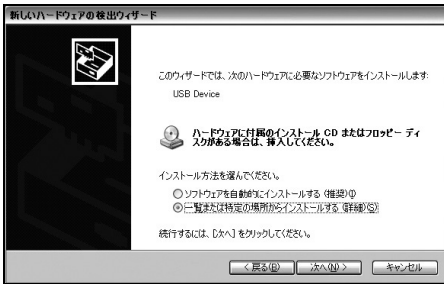 新しいハードウェアの検出ウィザード
このウィザードでは、次のハードウェアに必要なソフトウェアをインストールします:
USB Device
ハードウェアに付属のインストール CD またはフロッピー ディ
スクがある場合は、挿入してください。
インストール方法を選んでください。
ソフトウェアを自動的にインストールする (推奨)(I)
一覧または特定の場所からインストールする (詳細)(S)
続行するには、[次へ] をクリックしてください。
< 戻る(B)
次へ(N) >
キャンセル